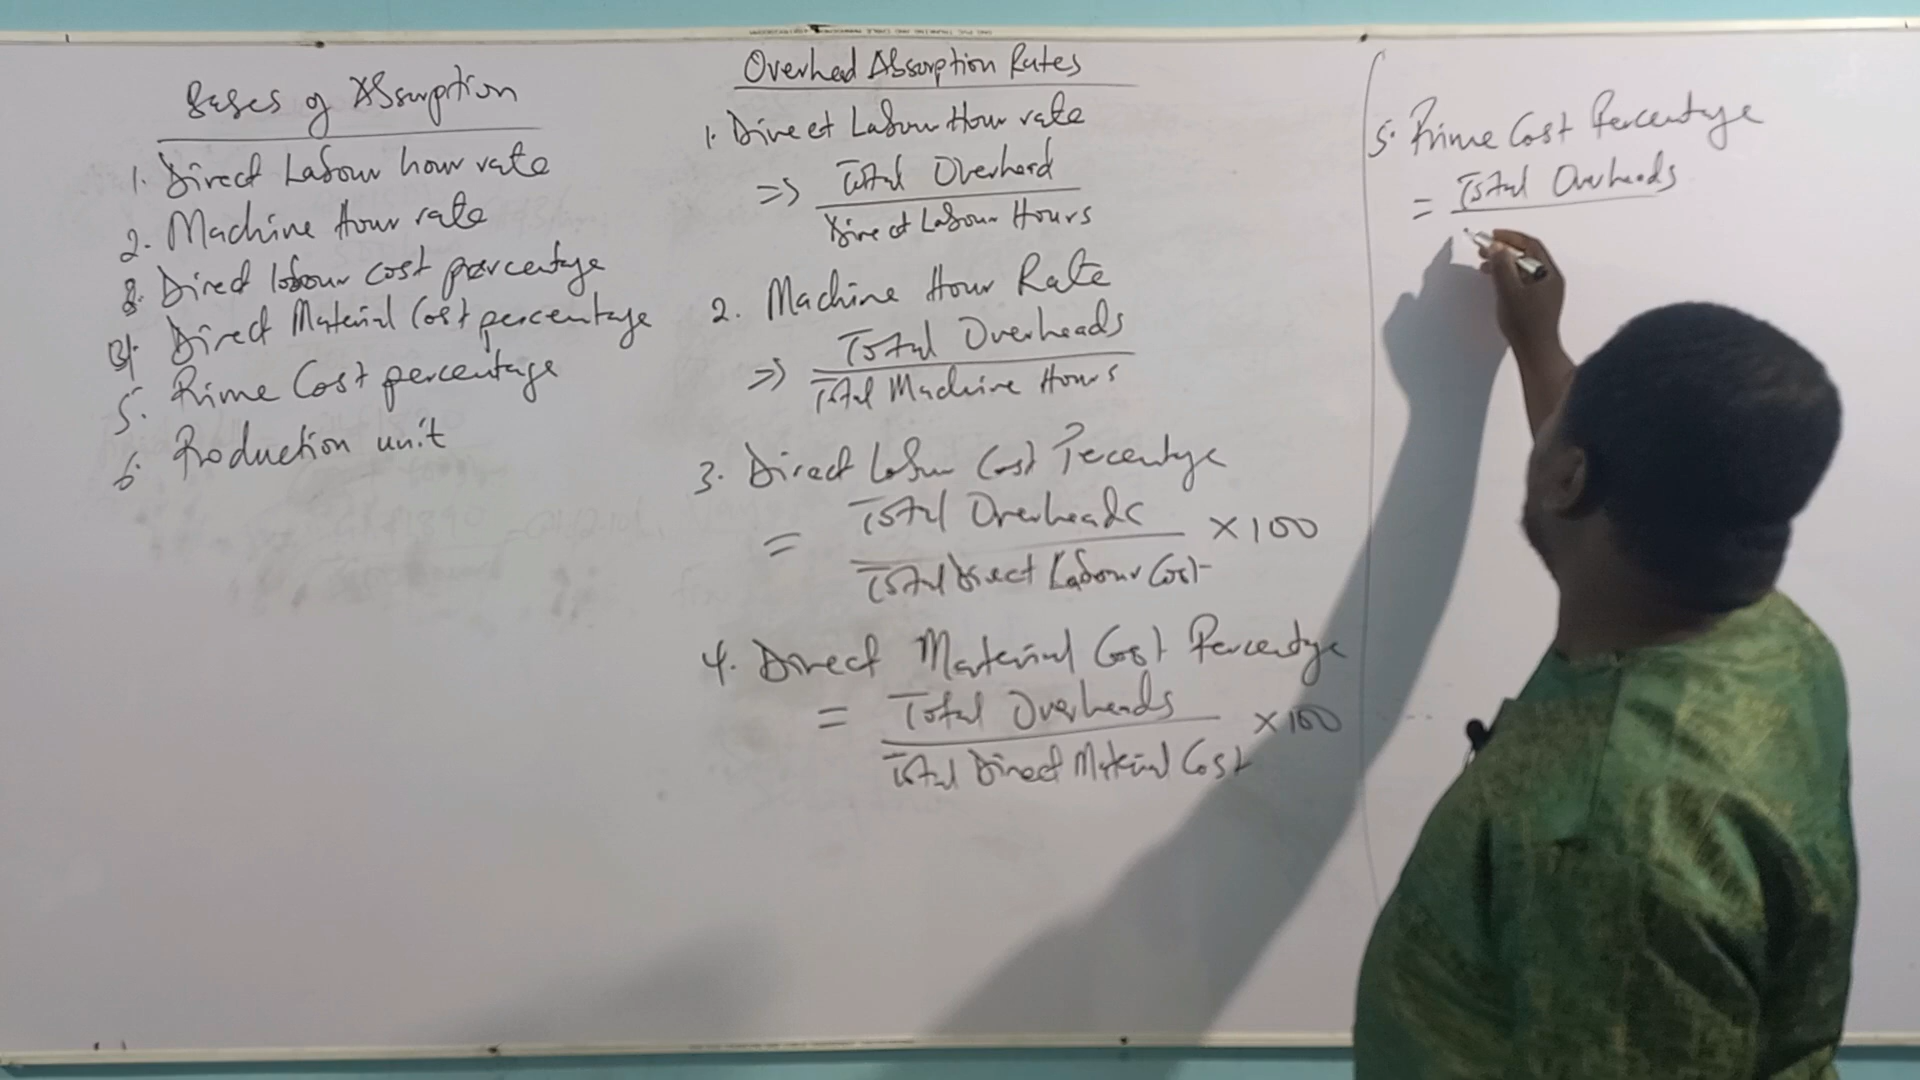 Bases of Absorption
1. Direct Labour hour rate
2. Machine Hour rate
3. Direct labour cost percentage
4. Direct Material Cost percentage
5. Prime Cost percentage
6. Production unit
Overhead Absorption Rates
1. Direct Labour Hour rate
=> Total Overhead
Direct Labour Hours
2. Machine Hour Rate
=> Total Overheads
Total Machine Hours
3. Direct Labour Cost Pecentage
= Total Overheads × 100
Total Direct Labour Cost
4. Direct Material Cost Percentage
= Total Overheads × 100
Total Direct Material Cost
5. Prime Cost Percentage
= Total Overheads